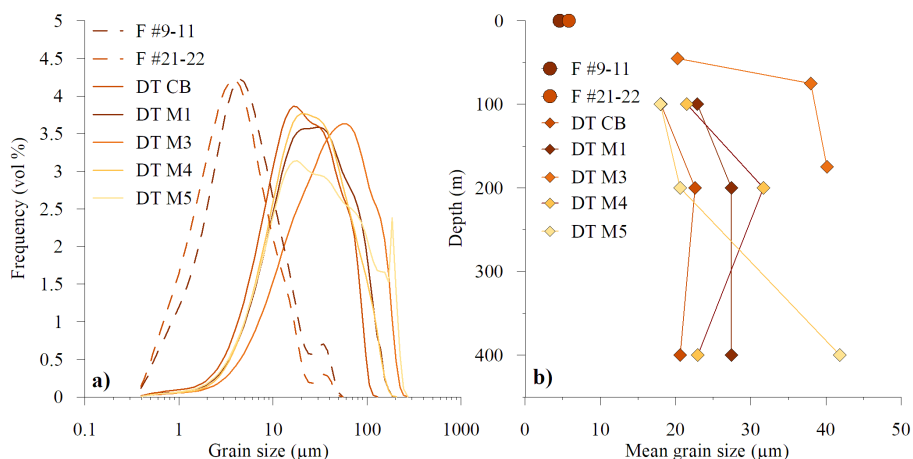 F #9-11
F #21-22
DT CB
DT M1
DT M3
DT M4
DT M5
5
4.5
4
3.5
3
2.5
2
1.5
1
0.5
0
Frequency (vol %)
a)
0.1
1
10
100
1000
Grain size (µm)
0
100
200
300
400
Depth (m)
F #9-11
F #21-22
DT CB
DT M1
DT M3
DT M4
DT M5
b)
0
10
20
30
40
50
Mean grain size (µm)